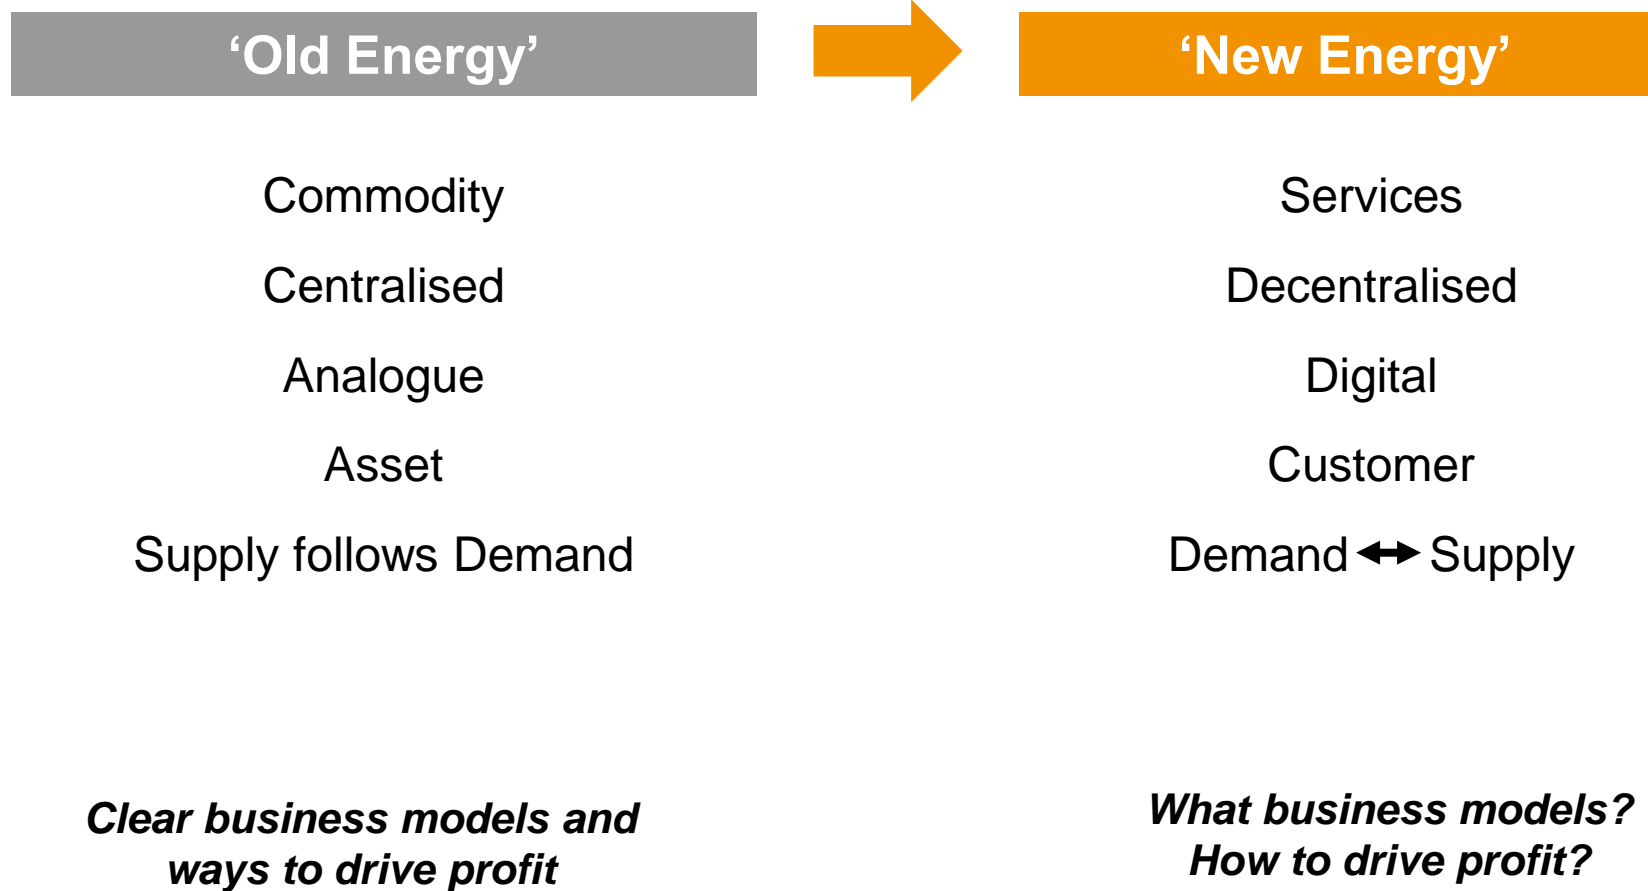 ‘Old Energy’
‘New Energy’
Commodity
Services
Centralised
Decentralised
Analogue
Digital
Asset
Customer
Supply follows Demand
Demand ↔ Supply
Clear business models and
ways to drive profit
What business models?
How to drive profit?